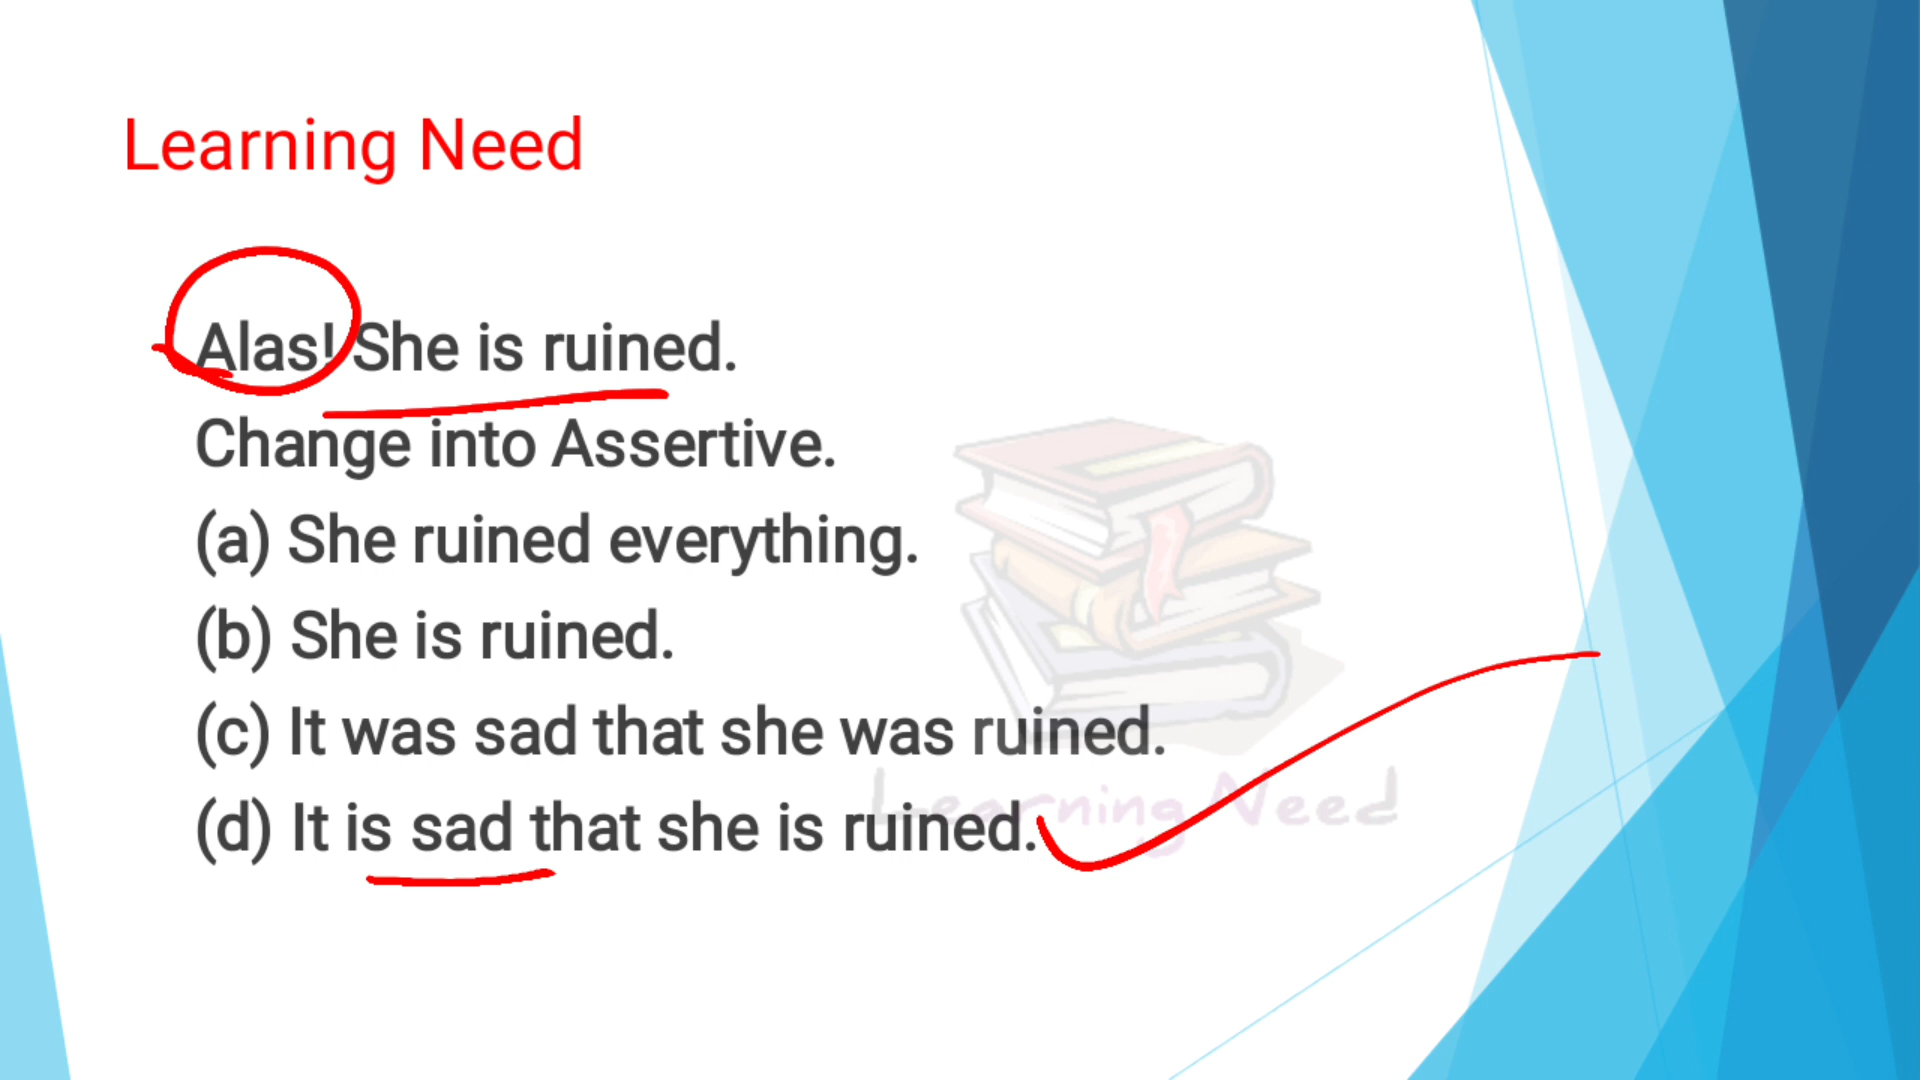 Learning Need
Alas! She is ruined.
Change into Assertive.
(a) She ruined everything.
(b) She is ruined.
(c) It was sad that she was ruined.
(d) It is sad that she is ruined.
Learning Need